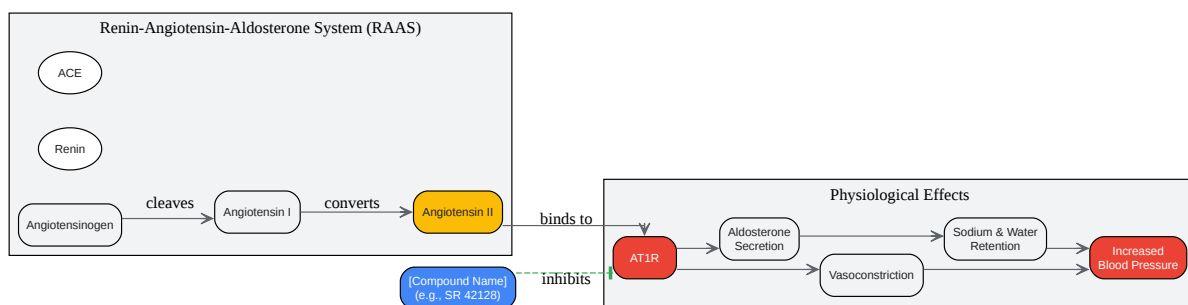 Renin-Angiotensin-Aldosterone System (RAAS)
ACE
Renin
Angiotensinogen
cleaves
Angiotensin I
converts
Angiotensin II
binds to
[Compound Name]
(e.g., SR 42128)
inhibits
Physiological Effects
AT1R
Aldosterone
Secretion
Vasoconstriction
Sodium & Water
Retention
Increased
Blood Pressure